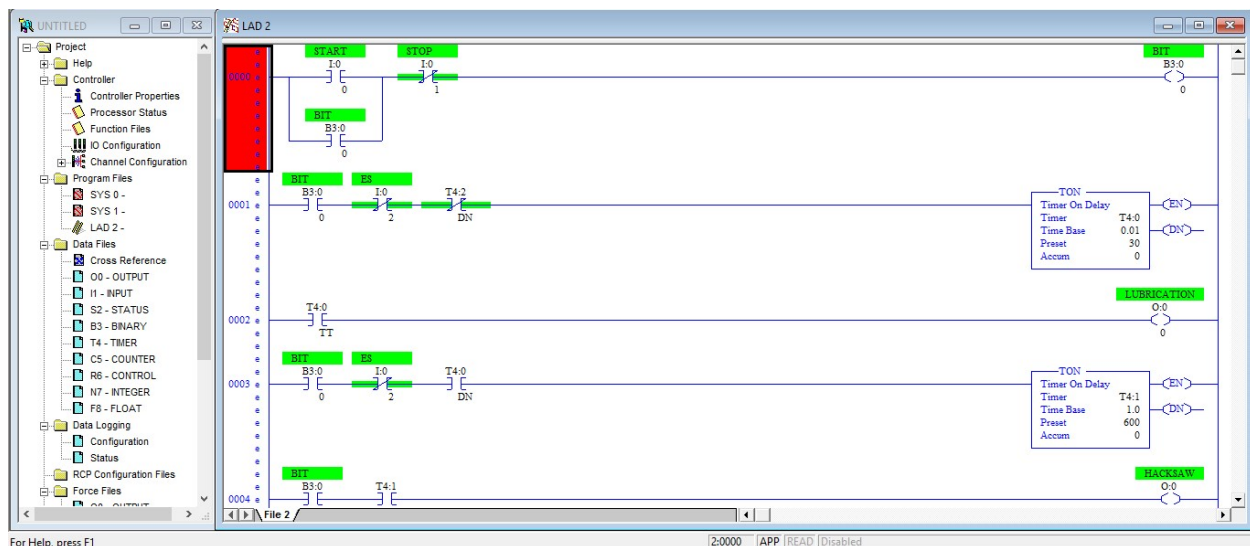 UNTITLED
Project
Help
Controller
Controller Properties
Processor Status
Function Files
IO Configuration
Channel Configuration
Program Files
SYS 0 -
SYS 1 -
LAD 2 -
Data Files
Cross Reference
O0 - OUTPUT
I1 - INPUT
S2 - STATUS
B3 - BINARY
T4 - TIMER
C5 - COUNTER
R6 - CONTROL
N7 - INTEGER
F8 - FLOAT
Data Logging
Configuration
Status
RCP Configuration Files
Force Files
LAD 2
START STOP BIT
I:0 I:0 B3:0
0000
0 1 0
BIT
B3:0
0
BIT ES
B3:0 I:0 T4:2
0001
0 2 DN
TON
Timer On Delay EN
Timer T4:0
Time Base 0.01 DN
Preset 30
Accum 0
LUBRICATION
T4:0 O:0
0002
TT 0
BIT ES
B3:0 I:0 T4:0
0003
0 2 DN
TON
Timer On Delay EN
Timer T4:1
Time Base 1.0 DN
Preset 600
Accum 0
BIT HACKSAW
B3:0 T4:1 O:0
0004
File 2
For Help, press F1
2:0000 APP READ Disabled